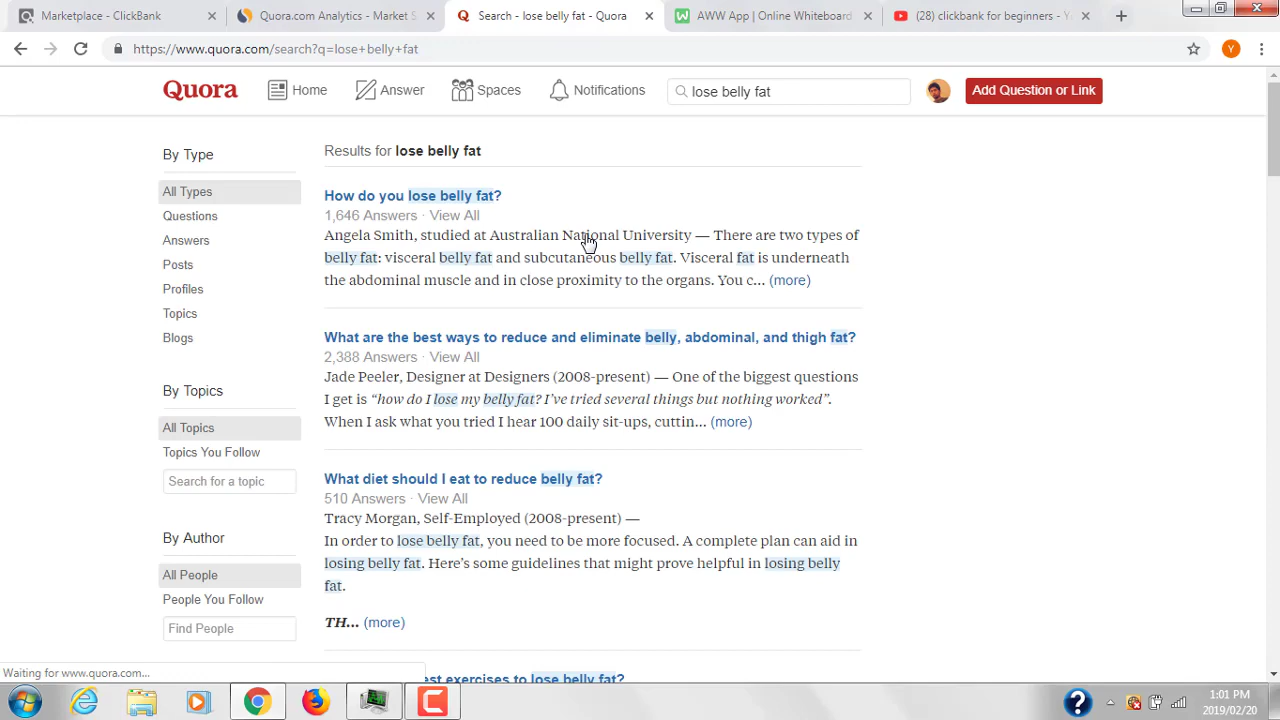 Marketplace - ClickBank
Quora.com Analytics - Market S
Search - lose belly fat - Quora
AWW App | Online Whiteboard
(28) clickbank for beginners - Y
https://www.quora.com/search?q=lose+belly+fat
Y
Quora
Home
Answer
Spaces
Notifications
lose belly fat
Add Question or Link
By Type
All Types
Questions
Answers
Posts
Profiles
Topics
Blogs
By Topics
All Topics
Topics You Follow
Search for a topic
By Author
All People
People You Follow
Find People
Results for lose belly fat
How do you lose belly fat?
1,646 Answers · View All
Angela Smith, studied at Australian National University — There are two types of
belly fat: visceral belly fat and subcutaneous belly fat. Visceral fat is underneath
the abdominal muscle and in close proximity to the organs. You c... (more)
What are the best ways to reduce and eliminate belly, abdominal, and thigh fat?
2,388 Answers · View All
Jade Peeler, Designer at Designers (2008-present) — One of the biggest questions
I get is “how do I lose my belly fat? I’ve tried several things but nothing worked”.
When I ask what you tried I hear 100 daily sit-ups, cuttin... (more)
What diet should I eat to reduce belly fat?
510 Answers · View All
Tracy Morgan, Self-Employed (2008-present) —
In order to lose belly fat, you need to be more focused. A complete plan can aid in
losing belly fat. Here’s some guidelines that might prove helpful in losing belly
fat.
TH... (more)
est exercises to lose belly fat?
Waiting for www.quora.com...
1:01 PM
2019/02/20